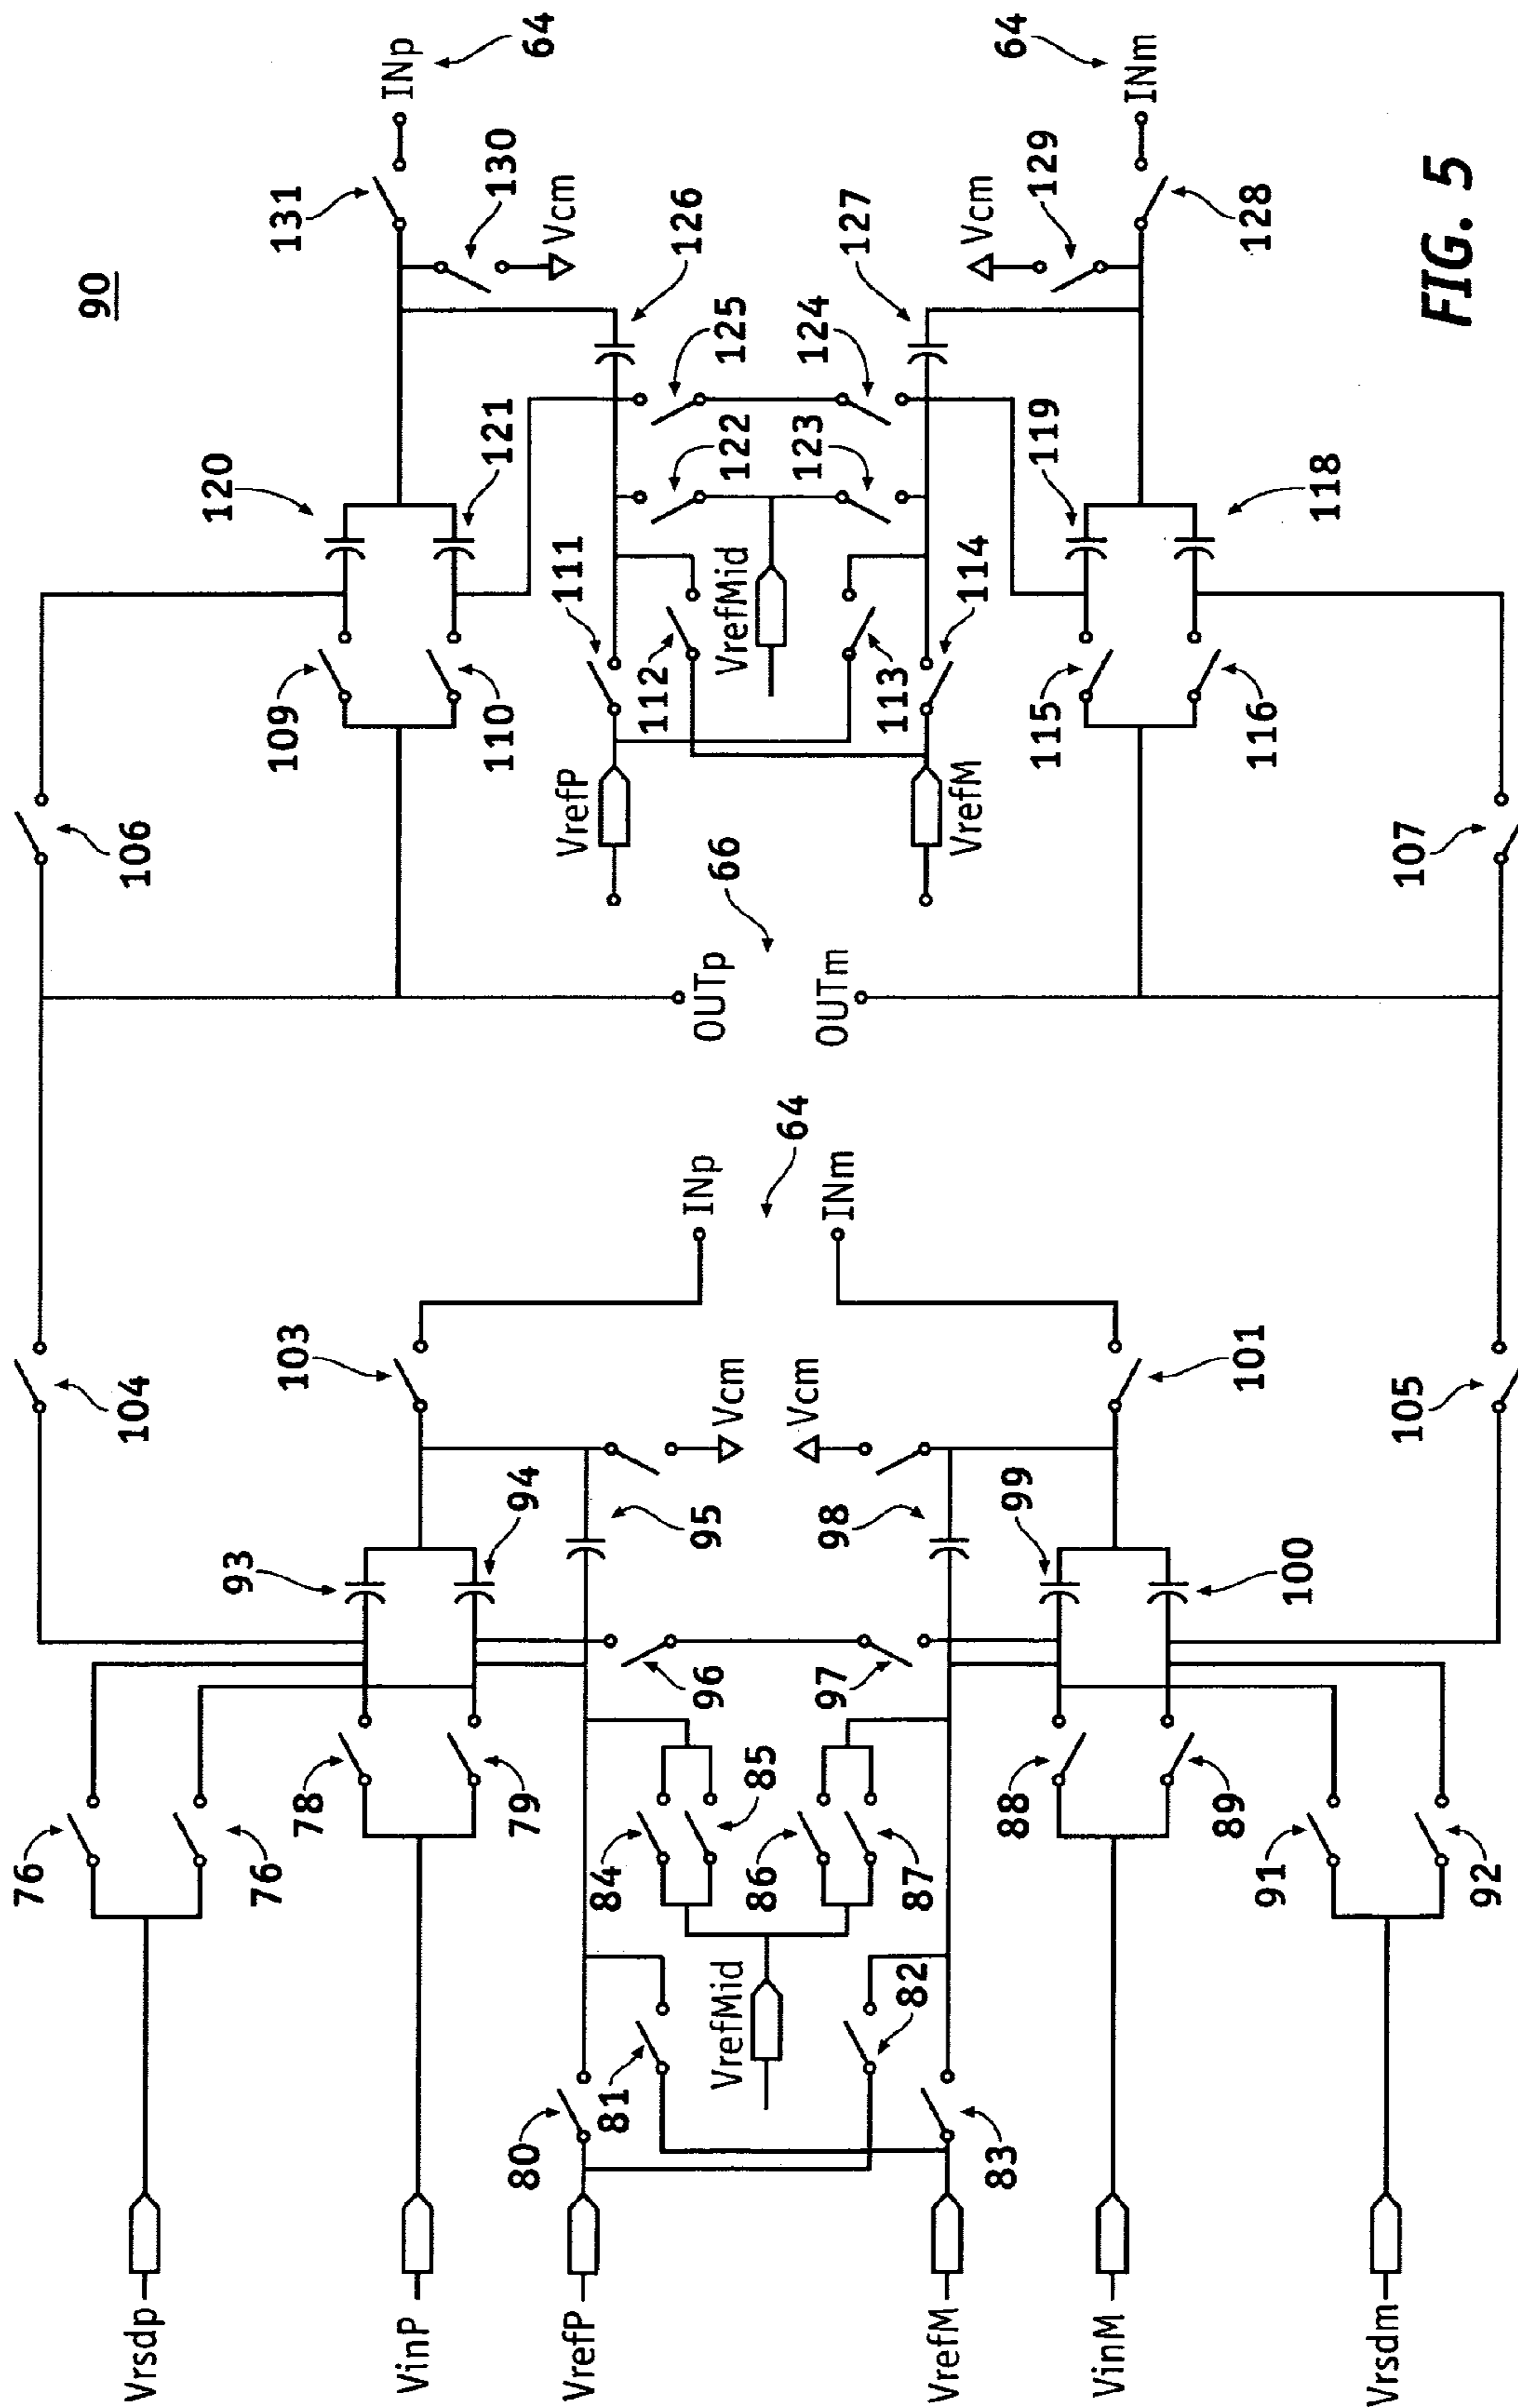 90
Vrsdp
VinP
VrefP
VrefM
VinM
Vrsdm
76
76
78
79
80
81
82
83
84
85
86
87
88
89
91
92
VrefMid
93
94
95
96
97
98
99
100
Vcm
Vcm
103
101
104
105
INp
INm
64
OUTp
OUTm
66
106
107
109
110
VrefP
VrefM
111
112
113
114
115
116
VrefMid
120
121
122
123
125
124
119
118
126
127
131
130
Vcm
Vcm
129
128
INp
64
INm
64
FIG. 5